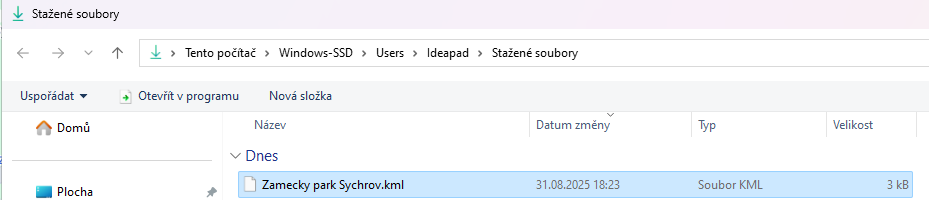 Stažené soubory
Tento počítač > Windows-SSD > Users > Ideapad > Stažené soubory
Uspořádat Otevřít v programu Nová složka
Domů
Plocha
Název Datum změny Typ Velikost
Dnes
Zamecky park Sychrov.kml 31.08.2025 18:23 Soubor KML 3 kB